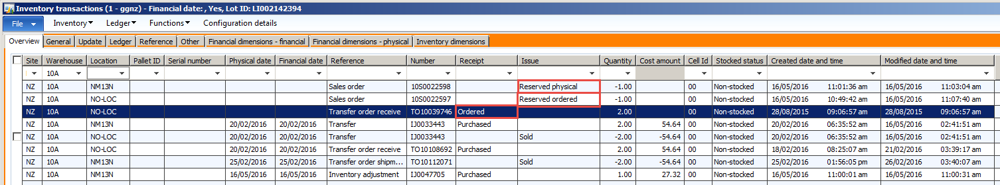 Inventory transactions (1 - ggnz) - Financial date: , Yes, Lot ID: LI002142394
File Inventory Ledger Functions Configuration details
Overview General Update Ledger Reference Other Financial dimensions - financial Financial dimensions - physical Inventory dimensions
Site Warehouse Location Pallet ID Serial number Physical date Financial date Reference Number Receipt Issue Quantity Cost amount Cell Id Stocked status Created date and time Modified date and time
10A
NZ 10A NM13N Sales order 10S0022598 Reserved physical -1.00 00 Non-stocked 16/05/2016 11:01:36 am 16/05/2016 11:03:04 am
NZ 10A NO-LOC Sales order 10S0022597 Reserved ordered -1.00 00 Non-stocked 16/05/2016 10:49:42 am 16/05/2016 11:07:40 am
NZ 10A NO-LOC Transfer order receive TO10039746 Ordered 2.00 00 Non-stocked 28/08/2015 09:06:57 am 28/08/2015 09:06:57 am
NZ 10A NM13N 20/02/2016 20/02/2016 Transfer IJ0033443 Purchased 2.00 54.64 00 Non-stocked 20/02/2016 06:35:52 am 16/05/2016 02:41:51 am
NZ 10A NO-LOC 20/02/2016 20/02/2016 Transfer IJ0033443 Sold -2.00 -54.64 00 Non-stocked 20/02/2016 06:35:52 am 16/05/2016 02:41:51 am
NZ 10A NO-LOC 20/02/2016 20/02/2016 Transfer order receive TO10108692 Purchased 2.00 54.64 00 Non-stocked 18/02/2016 08:25:07 am 21/02/2016 03:39:17 am
NZ 10A NM13N 25/02/2016 25/02/2016 Transfer order shipm... TO10112071 Sold -2.00 -54.64 00 Non-stocked 25/02/2016 01:56:05 pm 26/02/2016 03:40:07 am
NZ 10A NM13N 16/05/2016 16/05/2016 Inventory adjustment IJ0047705 Purchased 1.00 27.32 00 Non-stocked 16/05/2016 11:00:01 am 16/05/2016 11:00:31 am